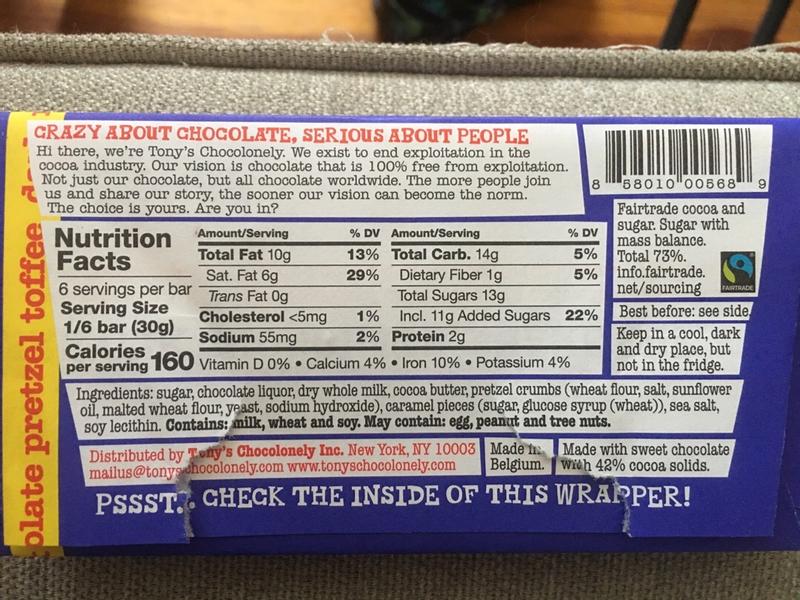 CRAZY ABOUT CHOCOLATE, SERIOUS ABOUT PEOPLE
Hi there, we're Tony's Chocolonely. We exist to end exploitation in the
cocoa industry. Our vision is chocolate that is 100% free from exploitation.
Not just our chocolate, but all chocolate worldwide. The more people join
us and share our story, the sooner our vision can become the norm.
The choice is yours. Are you in?
8 58010 00568 9
Nutrition
Facts
6 servings per bar
Serving Size
1/6 bar (30g)
Calories
per serving 160
Amount/Serving % DV Amount/Serving % DV
Total Fat 10g 13% Total Carb. 14g 5%
Sat. Fat 6g 29% Dietary Fiber 1g 5%
Trans Fat 0g Total Sugars 13g
Cholesterol <5mg 1% Incl. 11g Added Sugars 22%
Sodium 55mg 2% Protein 2g
Vitamin D 0% • Calcium 4% • Iron 10% • Potassium 4%
Fairtrade cocoa and
sugar. Sugar with
mass balance.
Total 73%.
info.fairtrade.
net/sourcing
FAIRTRADE
Best before: see side.
Keep in a cool, dark
and dry place, but
not in the fridge.
Ingredients: sugar, chocolate liquor, dry whole milk, cocoa butter, pretzel crumbs (wheat flour, salt, sunflower
oil, malted wheat flour, yeast, sodium hydroxide), caramel pieces (sugar, glucose syrup (wheat)), sea salt,
soy lecithin. Contains: milk, wheat and soy. May contain: egg, peanut and tree nuts.
Distributed by Tony's Chocolonely Inc. New York, NY 10003
mailus@tonyschocolonely.com www.tonyschocolonely.com
Made in
Belgium.
Made with sweet chocolate
with 42% cocoa solids.
PSSST... CHECK THE INSIDE OF THIS WRAPPER!
olate pretzel toffee